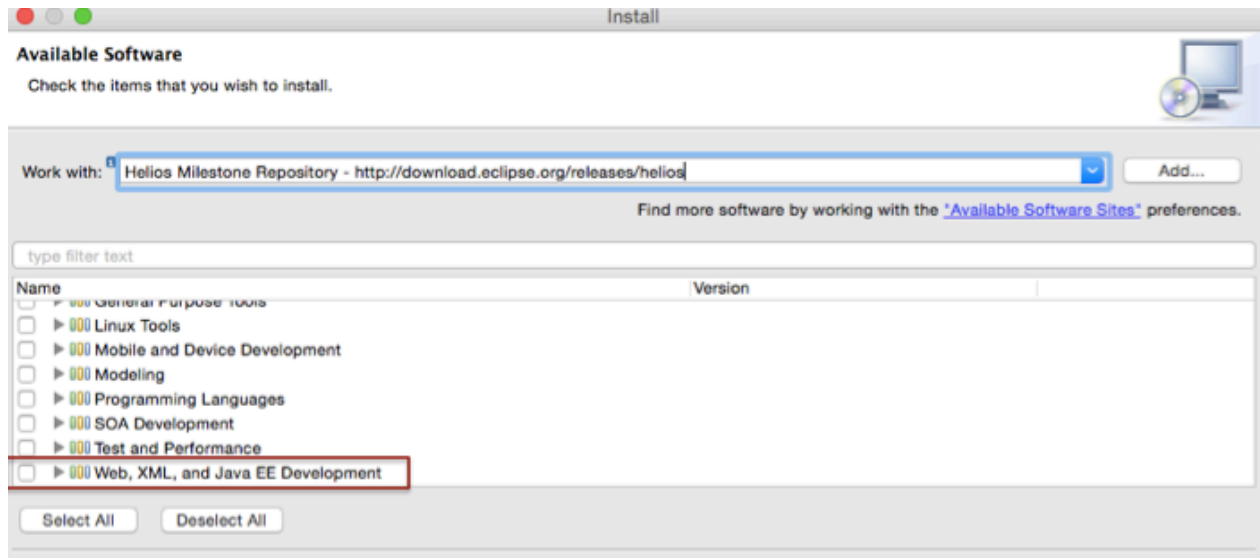 Install
Available Software
Check the items that you wish to install.
Work with: Helios Milestone Repository - http://download.eclipse.org/releases/helios Add...
Find more software by working with the "Available Software Sites" preferences.
type filter text
Name Version
General Purpose Tools
Linux Tools
Mobile and Device Development
Modeling
Programming Languages
SOA Development
Test and Performance
Web, XML, and Java EE Development
Select All Deselect All